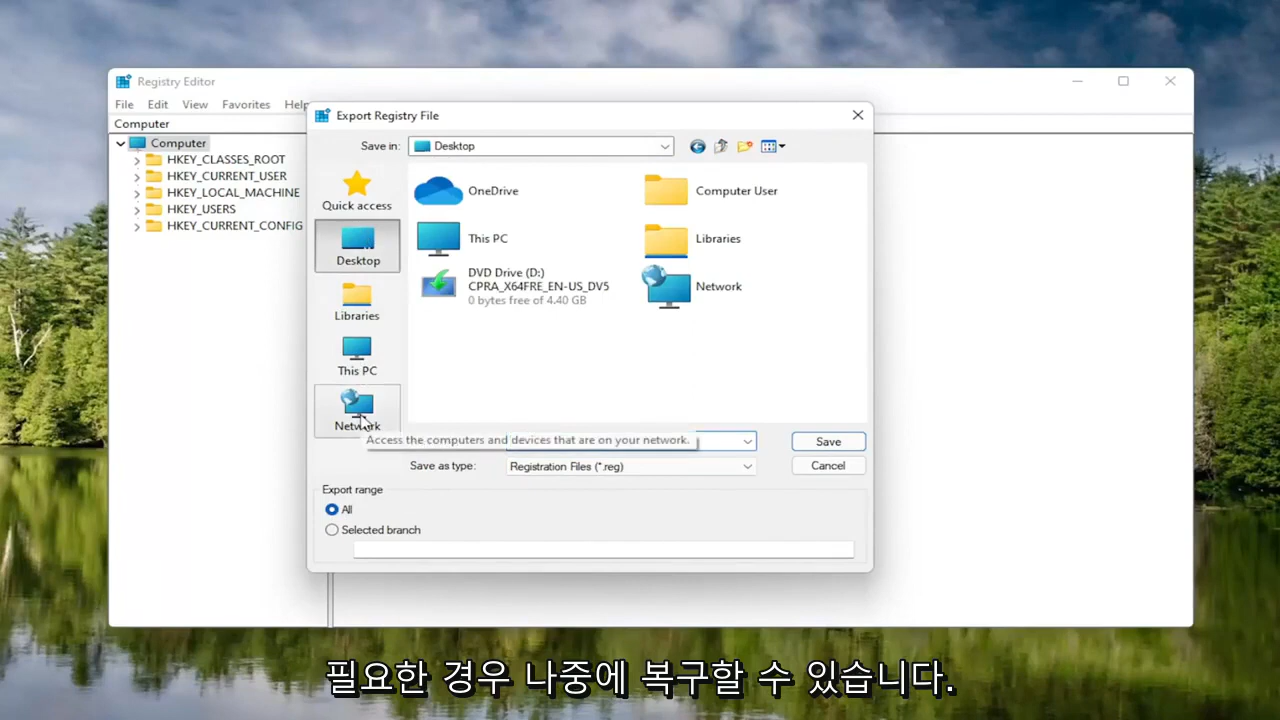 Registry Editor
File Edit View Favorites Help
Computer
Computer
HKEY_CLASSES_ROOT
HKEY_CURRENT_USER
HKEY_LOCAL_MACHINE
HKEY_USERS
HKEY_CURRENT_CONFIG
Export Registry File
Save in: Desktop
Quick access
Desktop
Libraries
This PC
Network
OneDrive
Computer User
This PC
Libraries
DVD Drive (D:)
CPRA_X64FRE_EN-US_DV5
0 bytes free of 4.40 GB
Network
Access the computers and devices that are on your network.
Save
Save as type: Registration Files (*.reg)
Cancel
Export range
All
Selected branch
필요한 경우 나중에 복구할 수 있습니다.